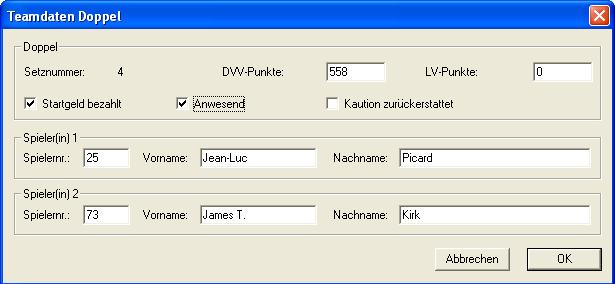 Teamdaten Doppel
Doppel
Setznummer: 4 DVV-Punkte: 558 LV-Punkte: 0
Startgeld bezahlt Anwesend Kaution zurückerstattet
Spieler(in) 1
Spielernr.: 25 Vorname: Jean-Luc Nachname: Picard
Spieler(in) 2
Spielernr.: 73 Vorname: James T. Nachname: Kirk
Abbrechen OK